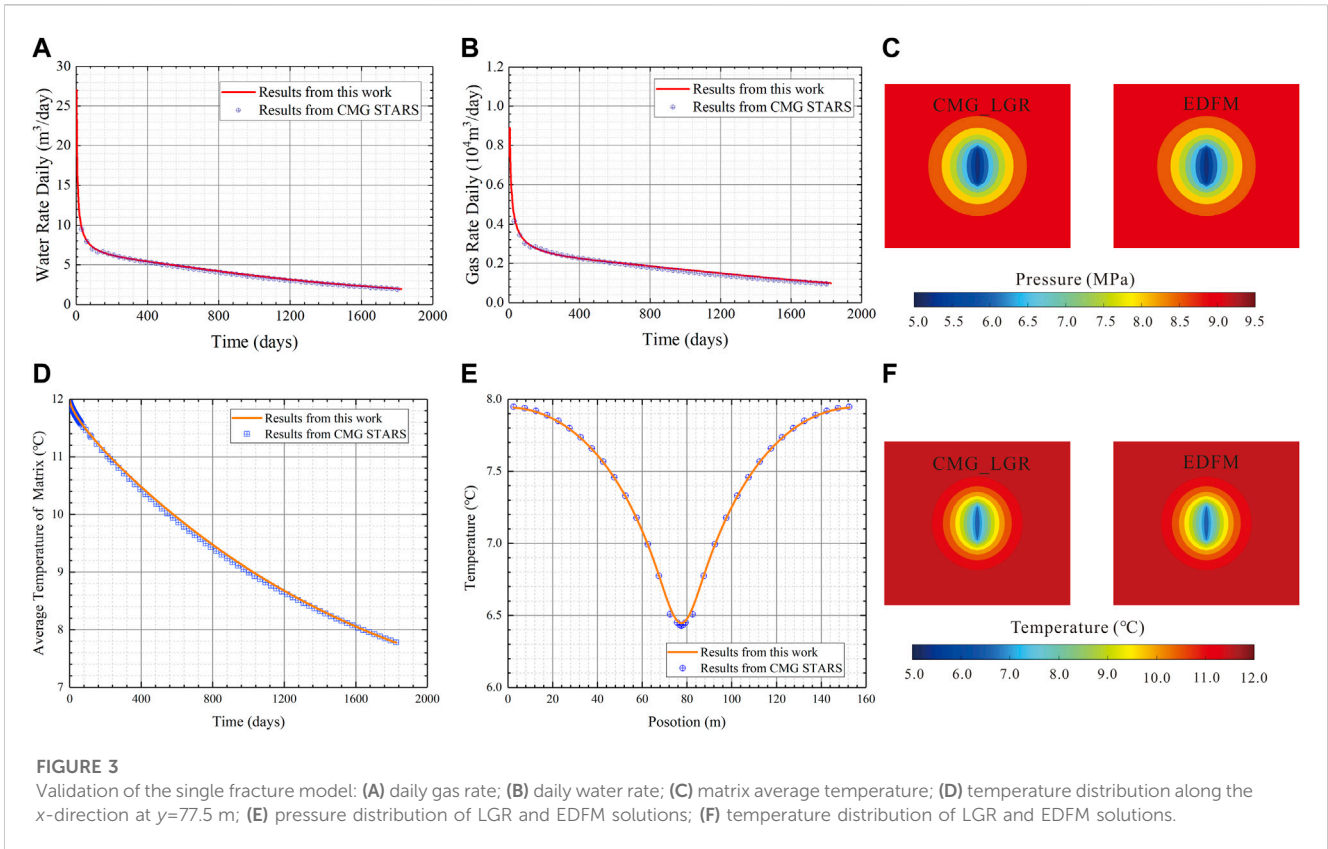 A
Water Rate Daily (m³/day)
30
25
20
15
10
5
0
Results from this work
Results from CMG STARS
0 400 800 1200 1600 2000
Time (days)
B
Gas Rate Daily (10⁴m³/day)
1.2
1.0
0.8
0.6
0.4
0.2
0.0
Results from this work
Results from CMG STARS
0 400 800 1200 1600 2000
Time (days)
C
CMG_LGR
EDFM
Pressure (MPa)
5.0 5.5 6.0 6.5 7.0 7.5 8.0 8.5 9.0 9.5
D
Average Temperature of Matrix (°C)
12
11
10
9
8
7
Results from this work
Results from CMG STARS
0 400 800 1200 1600 2000
Time (days)
E
Temperature (°C)
8.0
7.5
7.0
6.5
6.0
Results from this work
Results from CMG STARS
0 20 40 60 80 100 120 140 160
Posotion (m)
F
CMG_LGR
EDFM
Temperature (°C)
5.0 6.0 7.0 8.0 9.0 10.0 11.0 12.0
FIGURE 3
Validation of the single fracture model: (A) daily gas rate; (B) daily water rate; (C) matrix average temperature; (D) temperature distribution along the
x-direction at y=77.5 m; (E) pressure distribution of LGR and EDFM solutions; (F) temperature distribution of LGR and EDFM solutions.